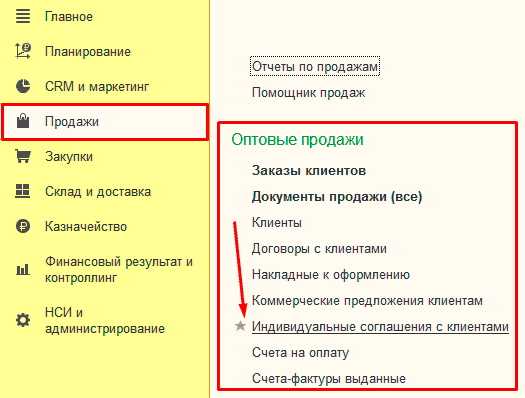 Главное
Планирование
CRM и маркетинг
Продажи
Закупки
Склад и доставка
Казначейство
Финансовый результат и
контроллинг
НСИ и
администрирование
Отчеты по продажам
Помощник продаж
Оптовые продажи
Заказы клиентов
Документы продажи (все)
Клиенты
Договоры с клиентами
Накладные к оформлению
Коммерческие предложения клиентам
Индивидуальные соглашения с клиентами
Счета на оплату
Счета-фактуры выданные